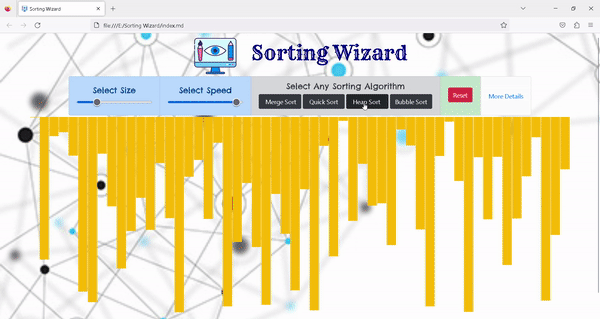 Sorting Wizard
file:///E:/Sorting Wizard/index.md
Sorting Wizard
Select Size
Select Speed
Select Any Sorting Algorithm
Merge Sort
Quick Sort
Heap Sort
Bubble Sort
Reset
More Details